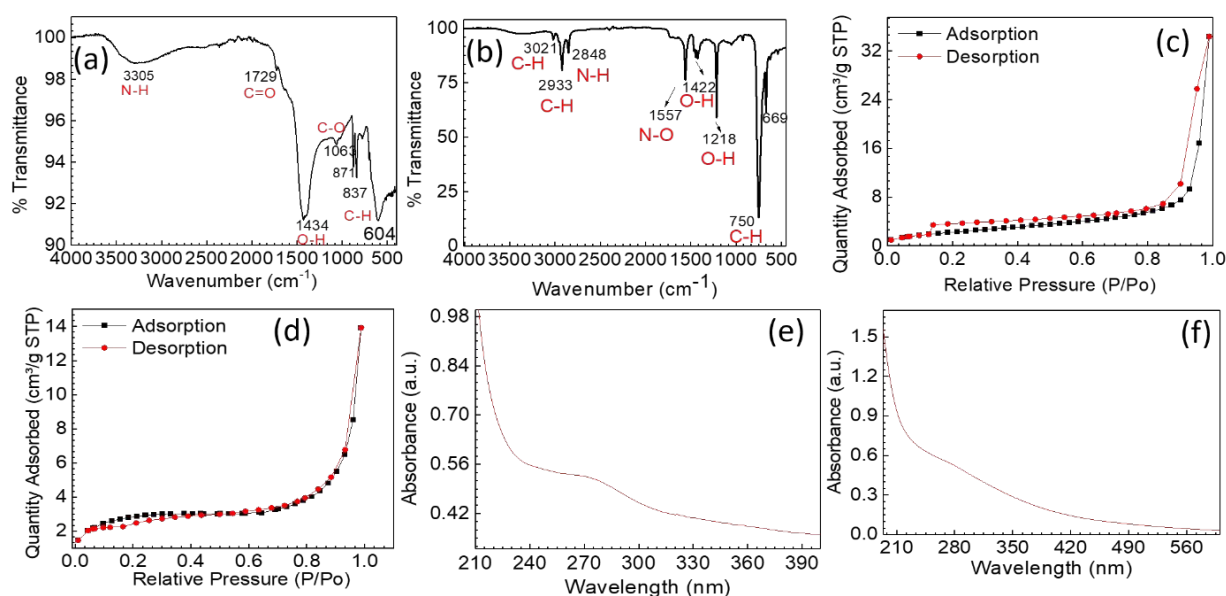 (a)
100
98
96
94
92
90
% Transmittance
3305
N-H
1729
C=O
C-O
1063
871
837
C-H
1434
O-H
604
4000 3500 3000 2500 2000 1500 1000 500
Wavenumber (cm⁻¹)
(b)
100
75
50
25
0
% Transmittance
3021
C-H
2848
N-H
2933
C-H
1422
O-H
1557
N-O
1218
O-H
669
750
C-H
4000 3500 3000 2500 2000 1500 1000 500
Wavenumber cm⁻¹)
(c)
Adsorption
Desorption
32
24
16
8
0
Quantity Adsorbed (cm³/g STP)
0.0 0.2 0.4 0.6 0.8 1.0
Relative Pressure (P/Po)
(d)
Adsorption
Desorption
14
12
10
8
6
4
2
Quantity Adsorbed (cm³/g STP)
0.0 0.2 0.4 0.6 0.8 1.0
Relative Pressure (P/Po)
(e)
0.98
0.84
0.70
0.56
0.42
Absorbance (a.u.)
210 240 270 300 330 360 390
Wavelength (nm)
(f)
1.5
1.2
0.9
0.6
0.3
0.0
Absorbance (a.u.)
210 280 350 420 490 560
Wavelength (nm)